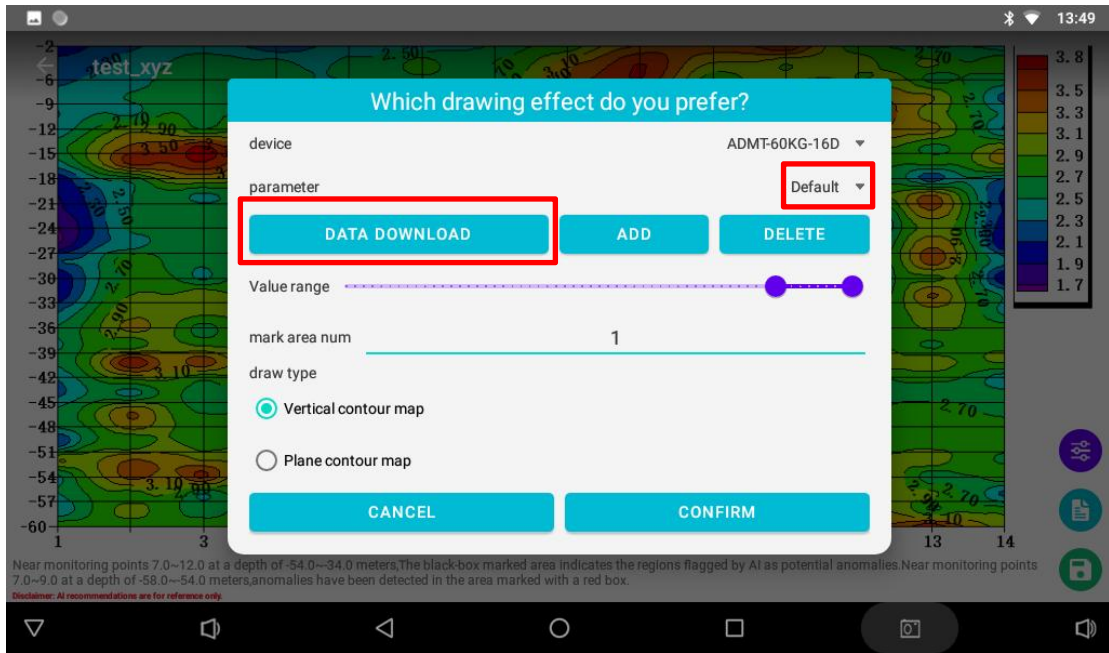 13:49
test_xyz
Which drawing effect do you prefer?
device
ADMT-60KG-16D
parameter
Default
DATA DOWNLOAD
ADD
DELETE
Value range
mark area num
1
draw type
Vertical contour map
Plane contour map
CANCEL
CONFIRM
-2
-6
-9
-12
-15
-18
-21
-24
-27
-30
-33
-36
-39
-42
-45
-48
-51
-54
-57
-60
1
3
13
14
3.8
3.5
3.3
3.1
2.9
2.7
2.5
2.3
2.1
1.9
1.7
Near monitoring points 7.0~12.0 at a depth of -54.0~-34.0 meters,The black-box marked area indicates the regions flagged by AI as potential anomalies.Near monitoring points
7.0~9.0 at a depth of -58.0~-54.0 meters,anomalies have been detected in the area marked with a red box.
Disclaimer: AI recommendations are for reference only.